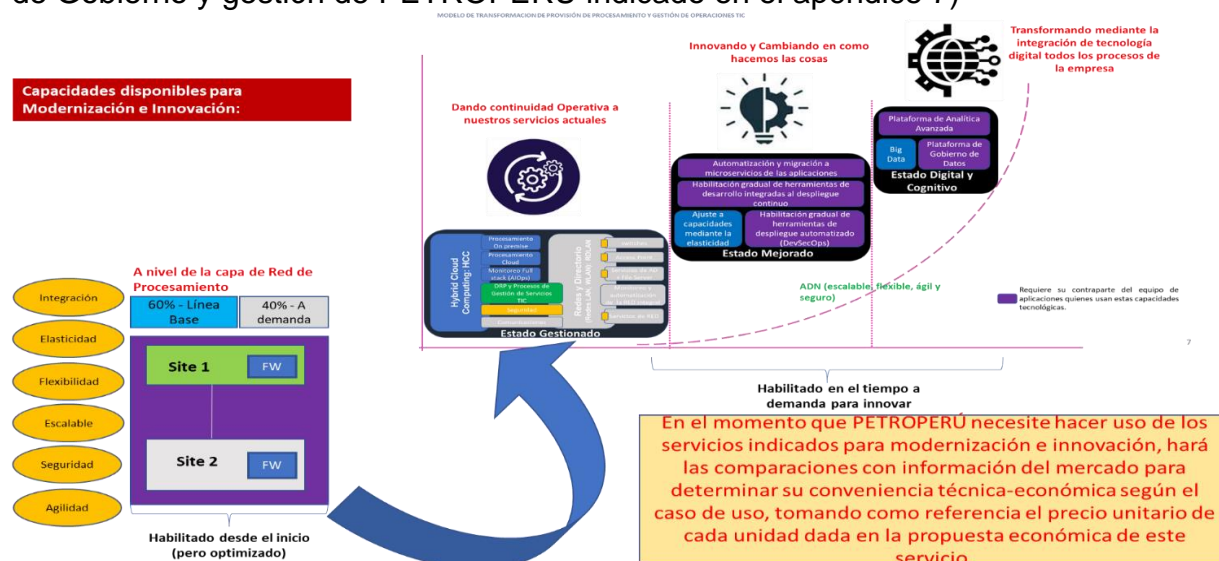 de Gobierno y gestión de PETROPERÚ indicado en el apéndice 7)
MODELO DE TRANSFORMACION DE PROVISIÓN DE PROCESAMIENTO Y GESTIÓN DE OPERACIONES TIC
Capacidades disponibles para
Modernización e Innovación:
Dando continuidad Operativa a
nuestros servicios actuales
Innovando y Cambiando en como
hacemos las cosas
Transformando mediante la
integración de tecnología
digital todos los procesos de
la empresa
Plataforma de Analítica
Avanzada
Big
Data
Plataforma de
Gobierno de
Datos
Estado Digital y
Cognitivo
Automatización y migración a
microservicios de las aplicaciones
Habilitación gradual de herramientas de
desarrollo integradas al despliegue
continuo
Ajuste a
capacidades
mediante la
elasticidad
Habilitación gradual de
herramientas de
despliegue automatizado
(DevSecOps)
Estado Mejorado
Hybrid Cloud
Computing: HCC
Procesamiento
On premise
Procesamiento
Cloud
Monitoreo Full
stack (AIOps)
DRP y Procesos de
Gestión de Servicios
TIC
Seguridad
Redes y Directorio
Estado Gestionado
ADN (escalable, flexible, ágil y
seguro)
Requiere su contraparte del equipo de
aplicaciones quienes usan estas capacidades
tecnológicas.
7
A nivel de la capa de Red de
Procesamiento
60% - Línea
Base
40% - A
demanda
Integración
Elasticidad
Flexibilidad
Escalable
Seguridad
Agilidad
Site 1
FW
Site 2
FW
Habilitado desde el inicio
(pero optimizado)
Habilitado en el tiempo a
demanda para innovar
En el momento que PETROPERÚ necesite hacer uso de los
servicios indicados para modernización e innovación, hará
las comparaciones con información del mercado para
determinar su conveniencia técnica-económica según el
caso de uso, tomando como referencia el precio unitario de
cada unidad dada en la propuesta económica de este
servicio